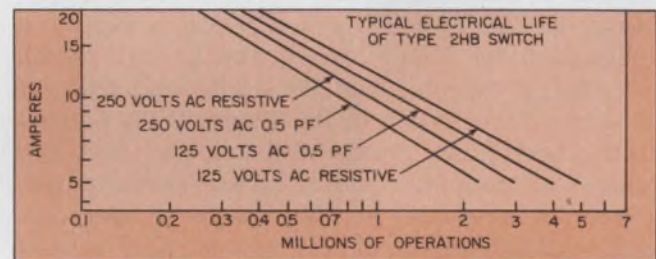 TYPICAL ELECTRICAL LIFE
OF TYPE 2HB SWITCH
AMPERES
20
15
10
5
250 VOLTS AC RESISTIVE
250 VOLTS AC 0.5 PF
125 VOLTS AC 0.5 PF
125 VOLTS AC RESISTIVE
0.1 0.2 0.3 0.4 0.5 0.7 1 2 3 4 5 7
MILLIONS OF OPERATIONS